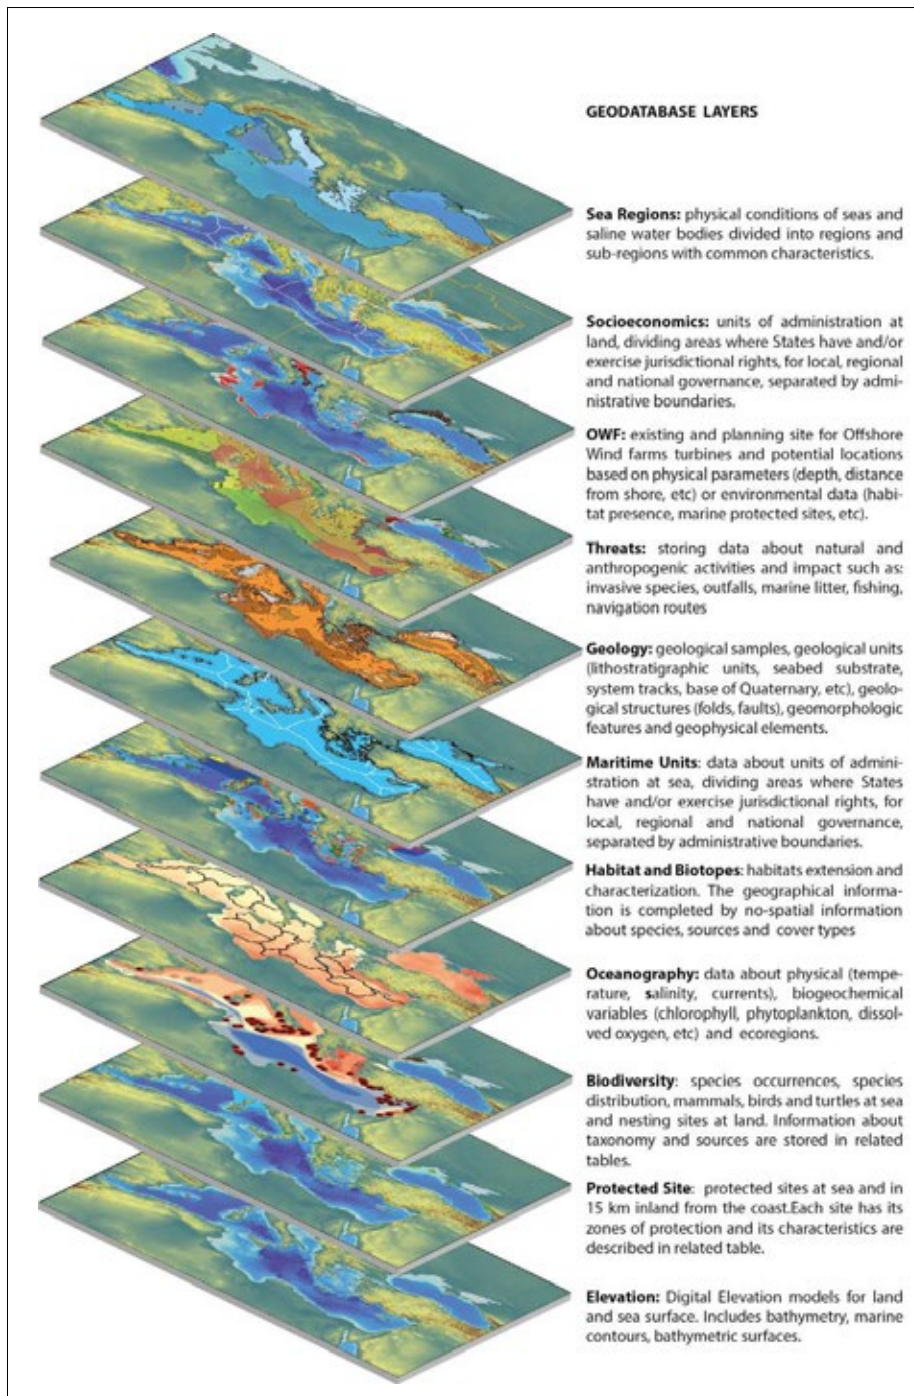 GEODATABASE LAYERS
Sea Regions: physical conditions of seas and
saline water bodies divided into regions and
sub-regions with common characteristics.
Socioeconomics: units of administration at
land, dividing areas where States have and/or
exercise jurisdictional rights, for local, regional
and national governance, separated by admi-
nistrative boundaries.
OWF: existing and planning site for Offshore
Wind farms turbines and potential locations
based on physical parameters (depth, distance
from shore, etc) or environmental data (habi-
tat presence, marine protected sites, etc).
Threats: storing data about natural and
anthropogenic activities and impact such as:
invasive species, outfalls, marine litter, fishing,
navigation routes
Geology: geological samples, geological units
(lithostratigraphic units, seabed substrate,
system tracks, base of Quaternary, etc), geolo-
gical structures (folds, faults), geomorphologic
features and geophysical elements.
Maritime Units: data about units of admini-
stration at sea, dividing areas where States
have and/or exercise jurisdictional rights, for
local, regional and national governance,
separated by administrative boundaries.
Habitat and Biotopes: habitats extension and
characterization. The geographical informa-
tion is completed by no-spatial information
about species, sources and cover types
Oceanography: data about physical (tempe-
rature, salinity, currents), biogeochemical
variables (chlorophyll, phytoplankton, dissol-
ved oxygen, etc) and ecoregions.
Biodiversity: species occurrences, species
distribution, mammals, birds and turtles at sea
and nesting sites at land. Information about
taxonomy and sources are stored in related
tables.
Protected Site: protected sites at sea and in
15 km inland from the coast.Each site has its
zones of protection and its characteristics are
described in related table.
Elevation: Digital Elevation models for land
and sea surface. Includes bathymetry, marine
contours, bathymetric surfaces.